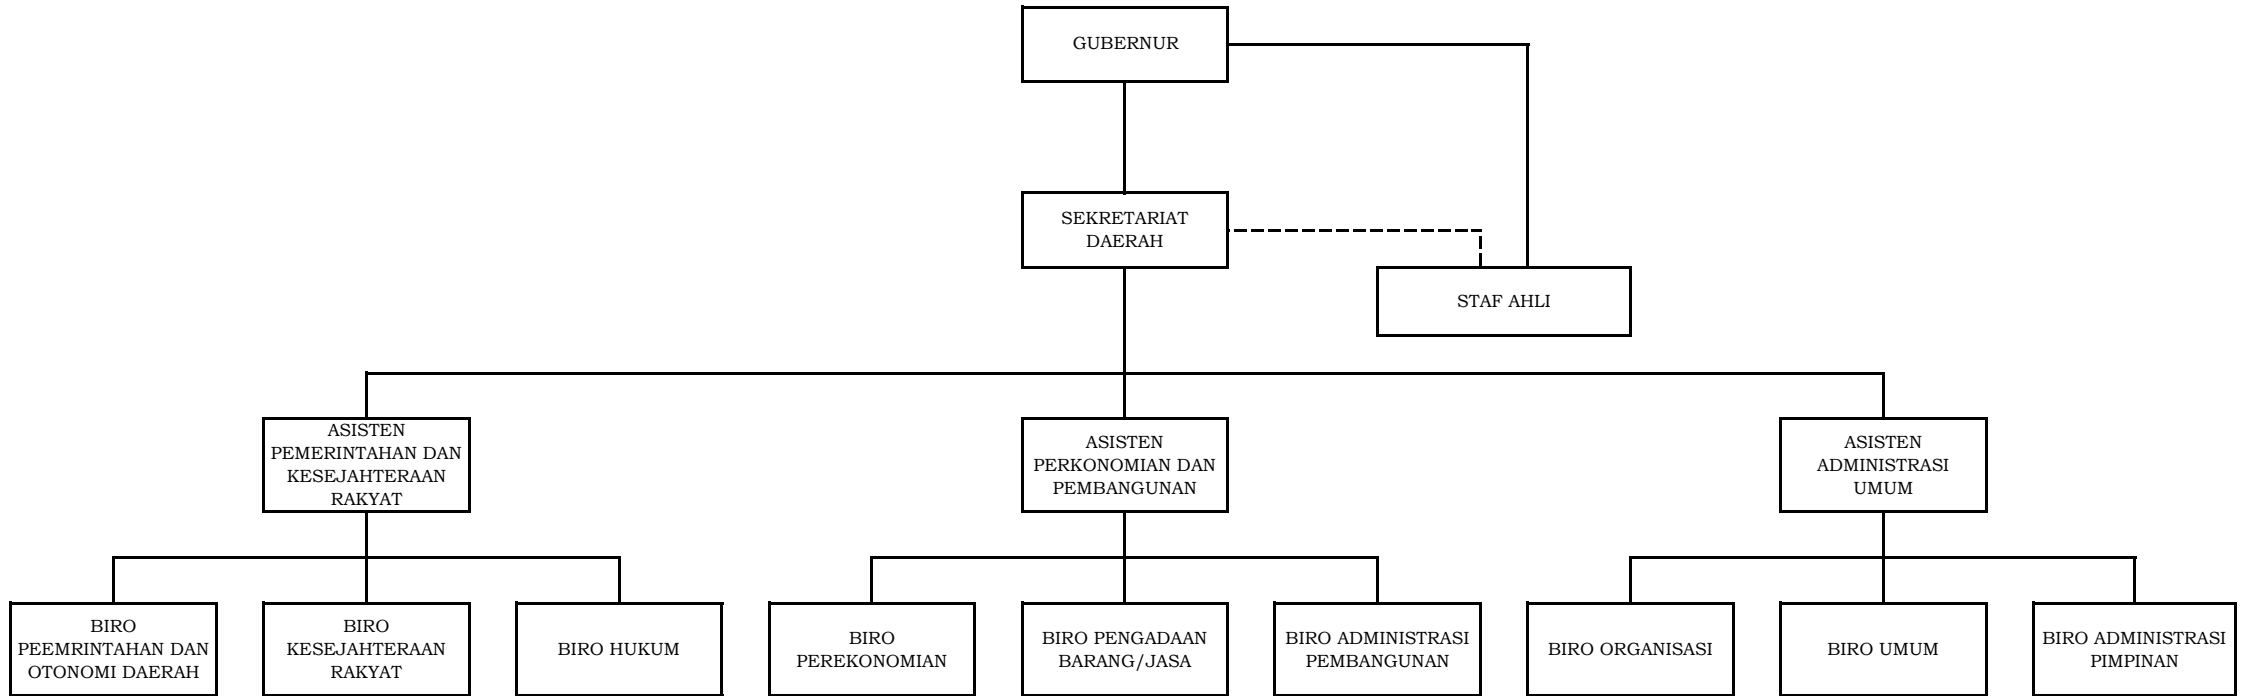 GUBERNUR
SEKRETARIAT
DAERAH
STAF AHLI
ASISTEN
PEMERINTAHAN DAN
KESEJAHTERAAN
RAKYAT
ASISTEN
PERKONOMIAN DAN
PEMBANGUNAN
ASISTEN
ADMINISTRASI
UMUM
BIRO
PEEMRINTAHAN DAN
OTONOMI DAERAH
BIRO
KESEJAHTERAAN
RAKYAT
BIRO HUKUM
BIRO
PEREKONOMIAN
BIRO PENGADAAN
BARANG/JASA
BIRO ADMINISTRASI
PEMBANGUNAN
BIRO ORGANISASI
BIRO UMUM
BIRO ADMINISTRASI
PIMPINAN